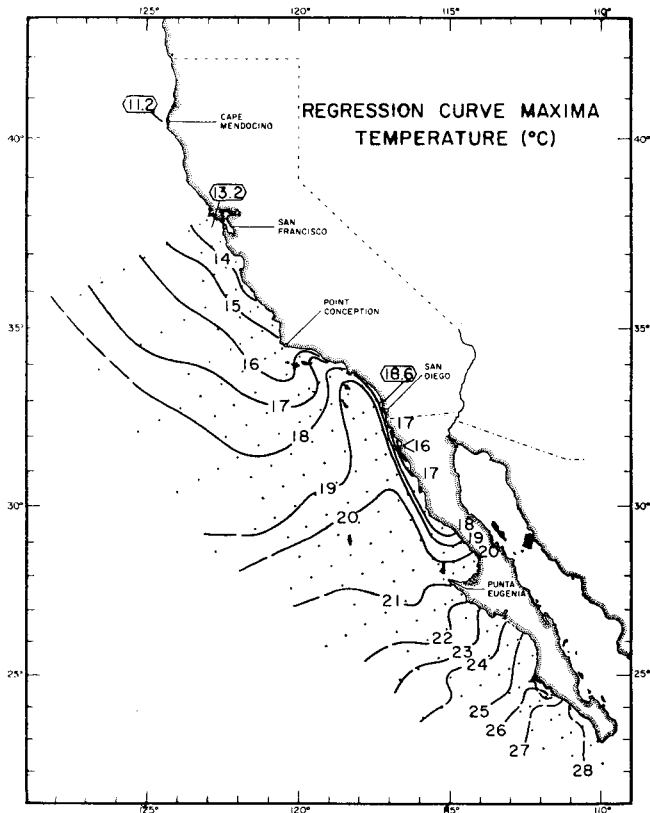 125° 120° 115° 110°
11.2
CAPE
MENDOCINO
REGRESSION CURVE MAXIMA
TEMPERATURE (°C)
40° 40°
13.2
SAN
FRANCISCO
14
15
POINT
CONCEPTION
35° 35°
16
18.6
SAN
DIEGO
17
17
18
16
17
19
30° 30°
20
18
19
20
21
PUNTA
EUGENIA
22
23
24
25° 25°
25
26
27
28
125° 120° 115° 110°